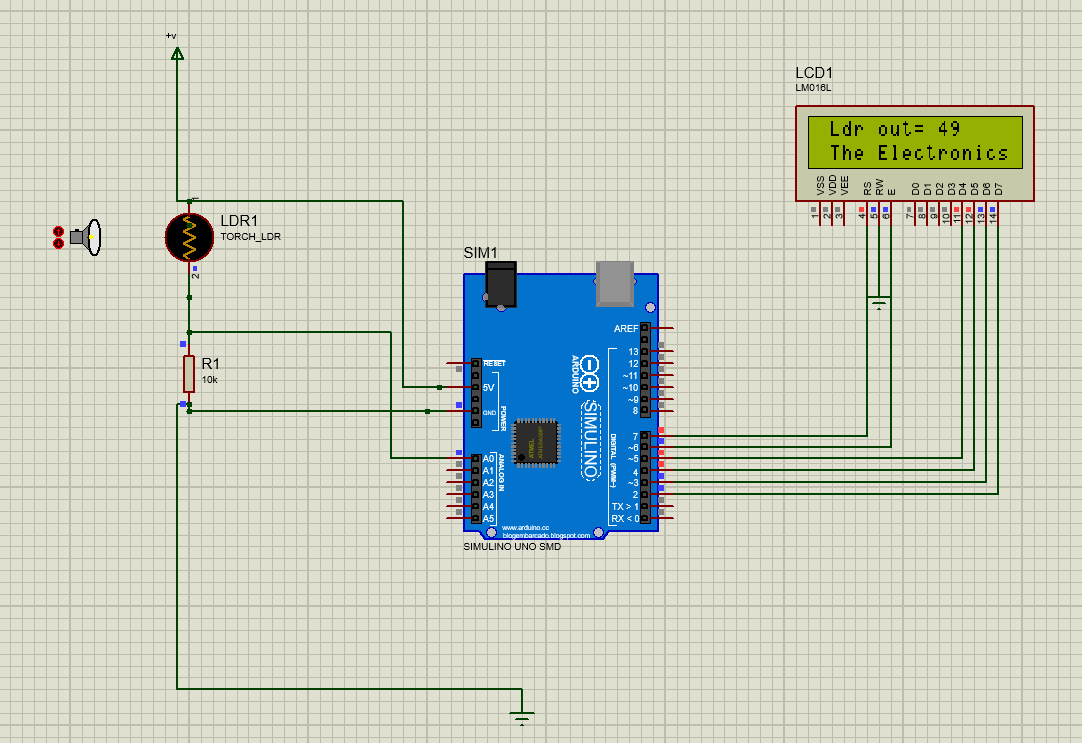 +v
LCD1
LM016L
Ldr out= 49
The Electronics
VSS
VDD
VEE
RS
RW
E
D0
D1
D2
D3
D4
D5
D6
D7
1
2
3
4
5
6
7
8
9
10
11
12
13
14
1
LDR1
TORCH_LDR
2
R1
10k
SIM1
AREF
RESET
5V
GND
POWER
A0
A1
A2
A3
A4
A5
ANALOG IN
ARDUINO
SIMULINO
DIGITAL (PWM~)
13
12
~11
~10
~9
8
7
~6
~5
4
~3
2
TX > 1
RX < 0
www.arduino.cc
blogembarcado.blogspot.com
SIMULINO UNO SMD